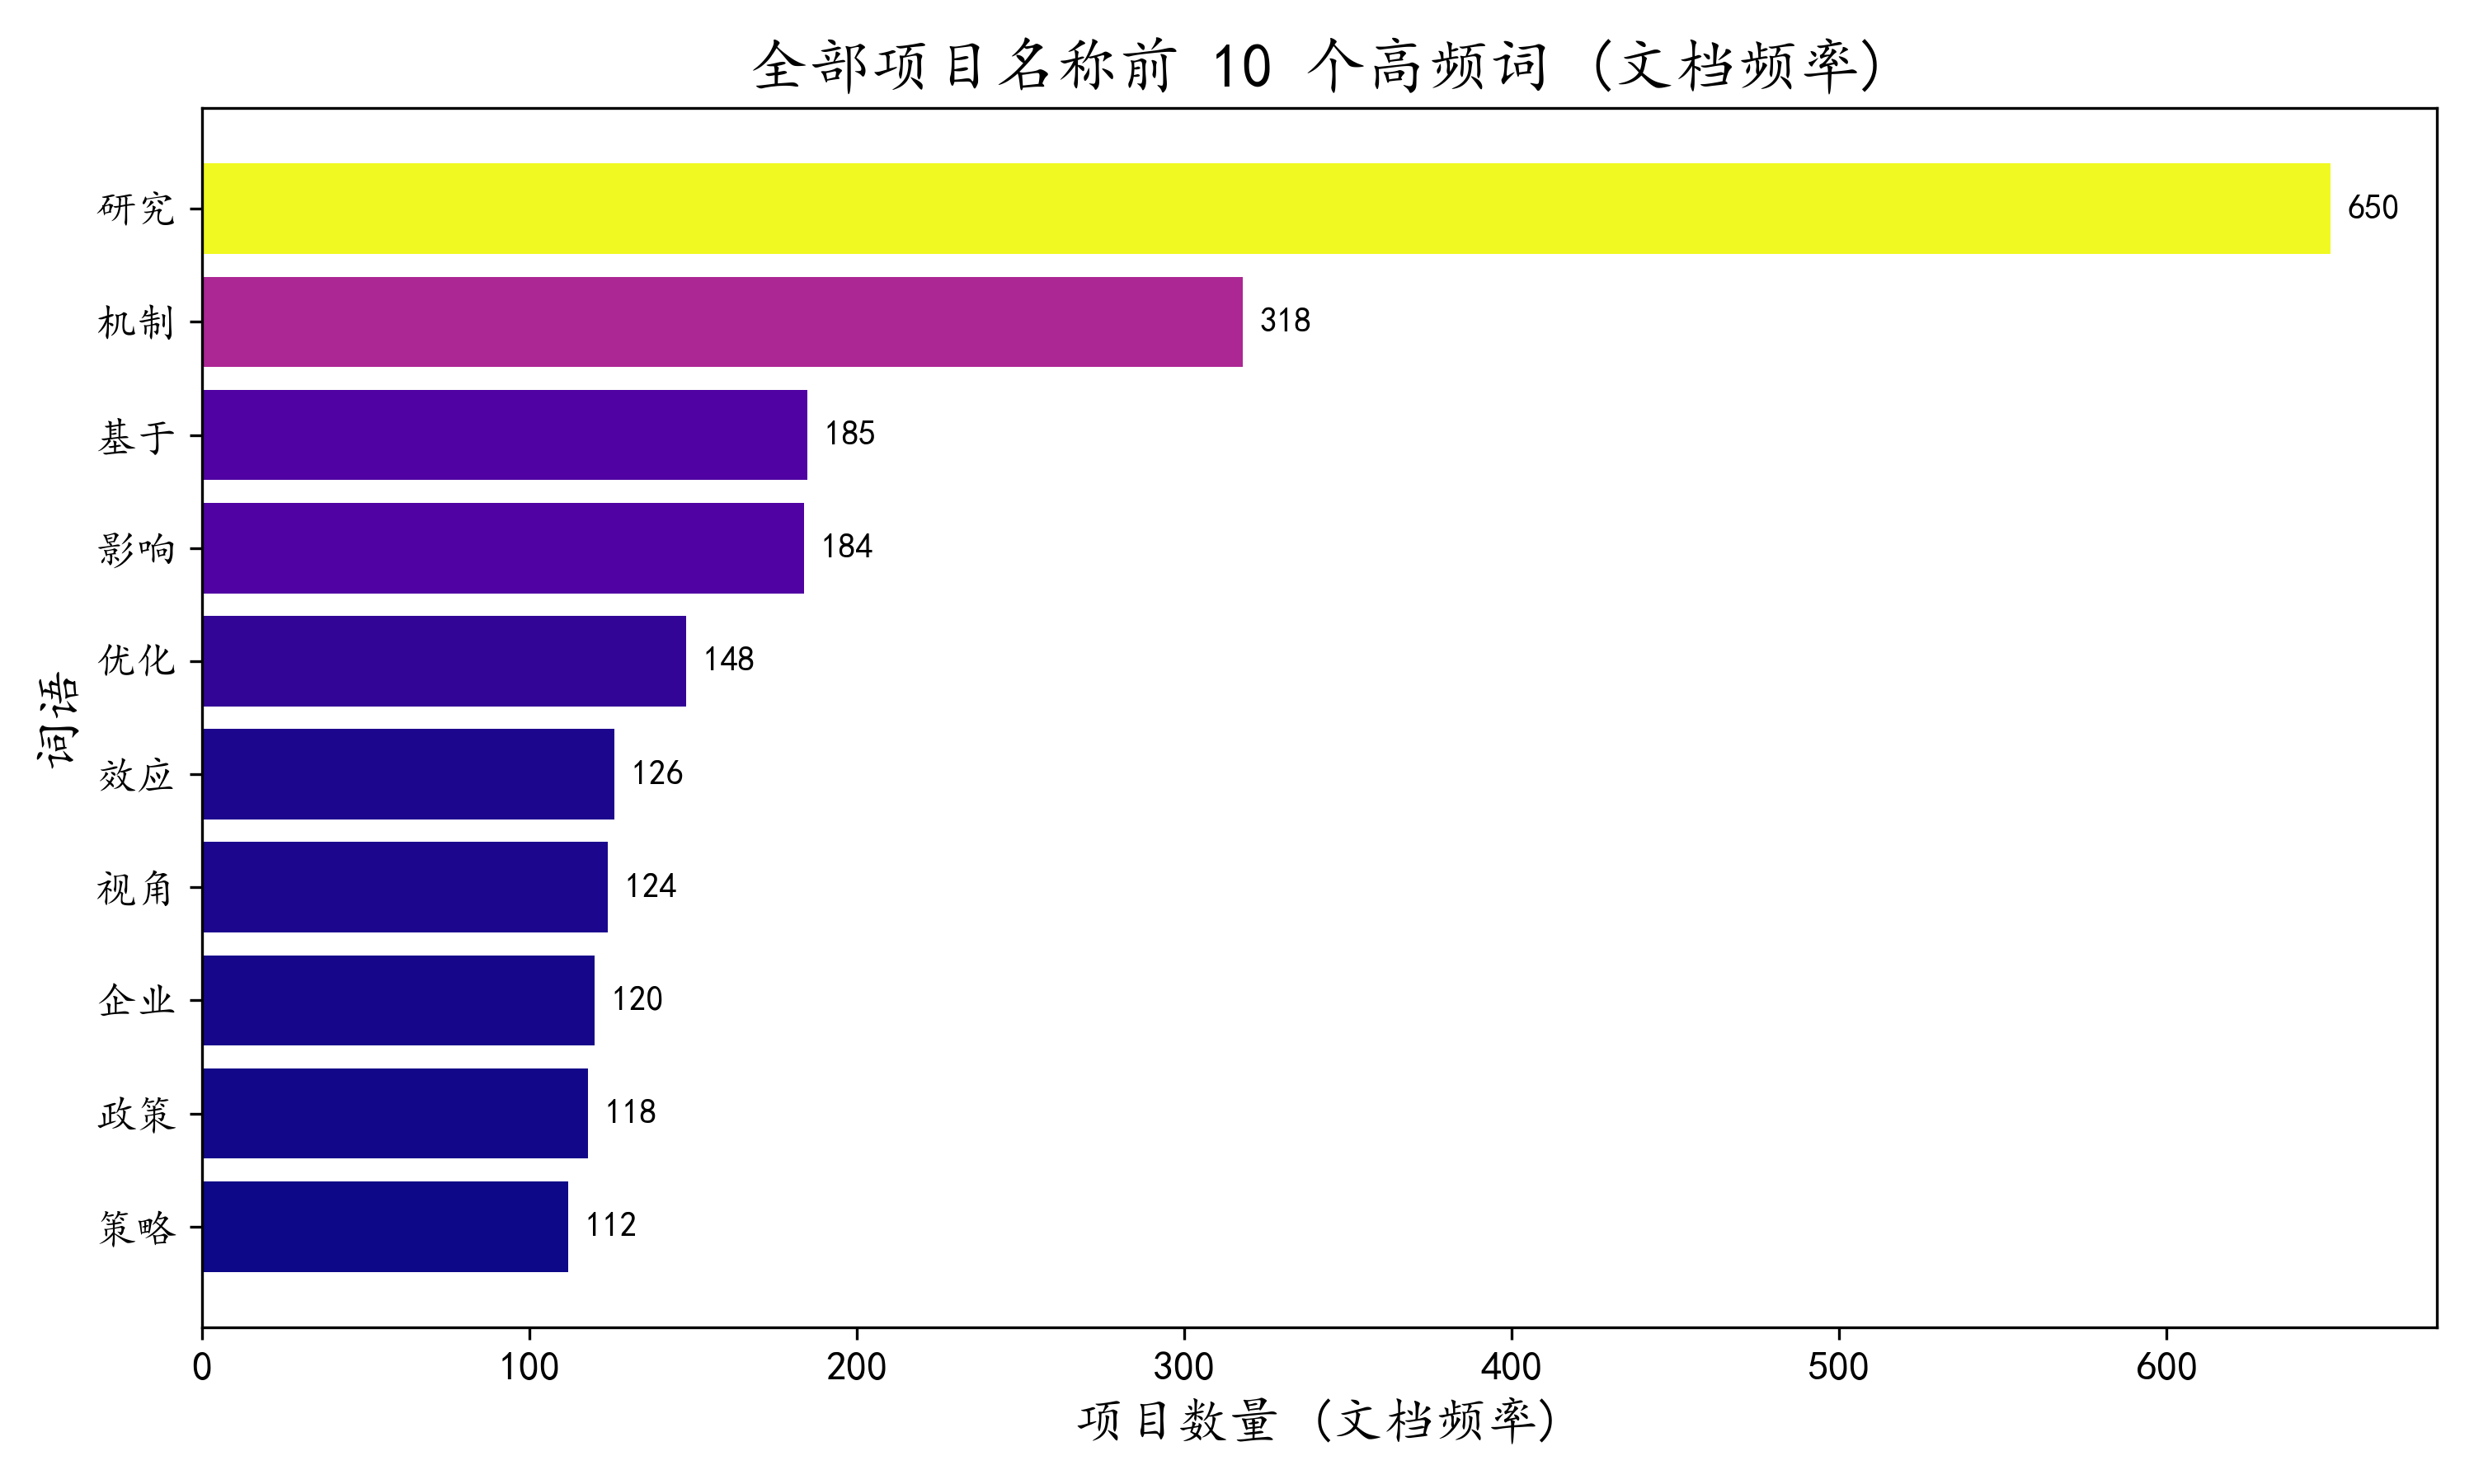 全部项目名称前 10 个高频词 (文档频率)
研究 650
机制 318
基于 185
影响 184
优化 148
效应 126
视角 124
企业 120
政策 118
策略 112
词语
0 100 200 300 400 500 600
项目数量 (文档频率)